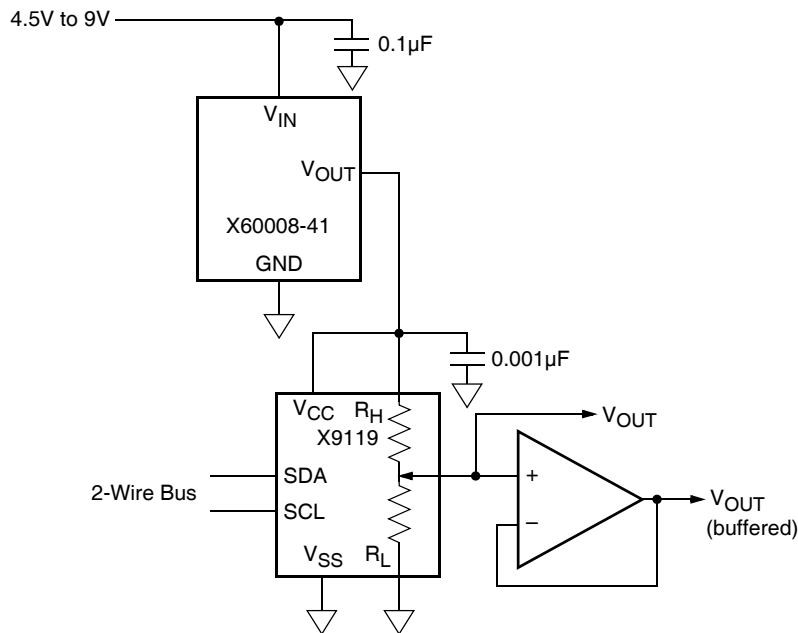 4.5V to 9V
0.1µF
VIN
VOUT
X60008-41
GND
0.001µF
VCC
RH
X9119
VOUT
SDA
+
2-Wire Bus
VOUT
(buffered)
SCL
–
VSS
RL